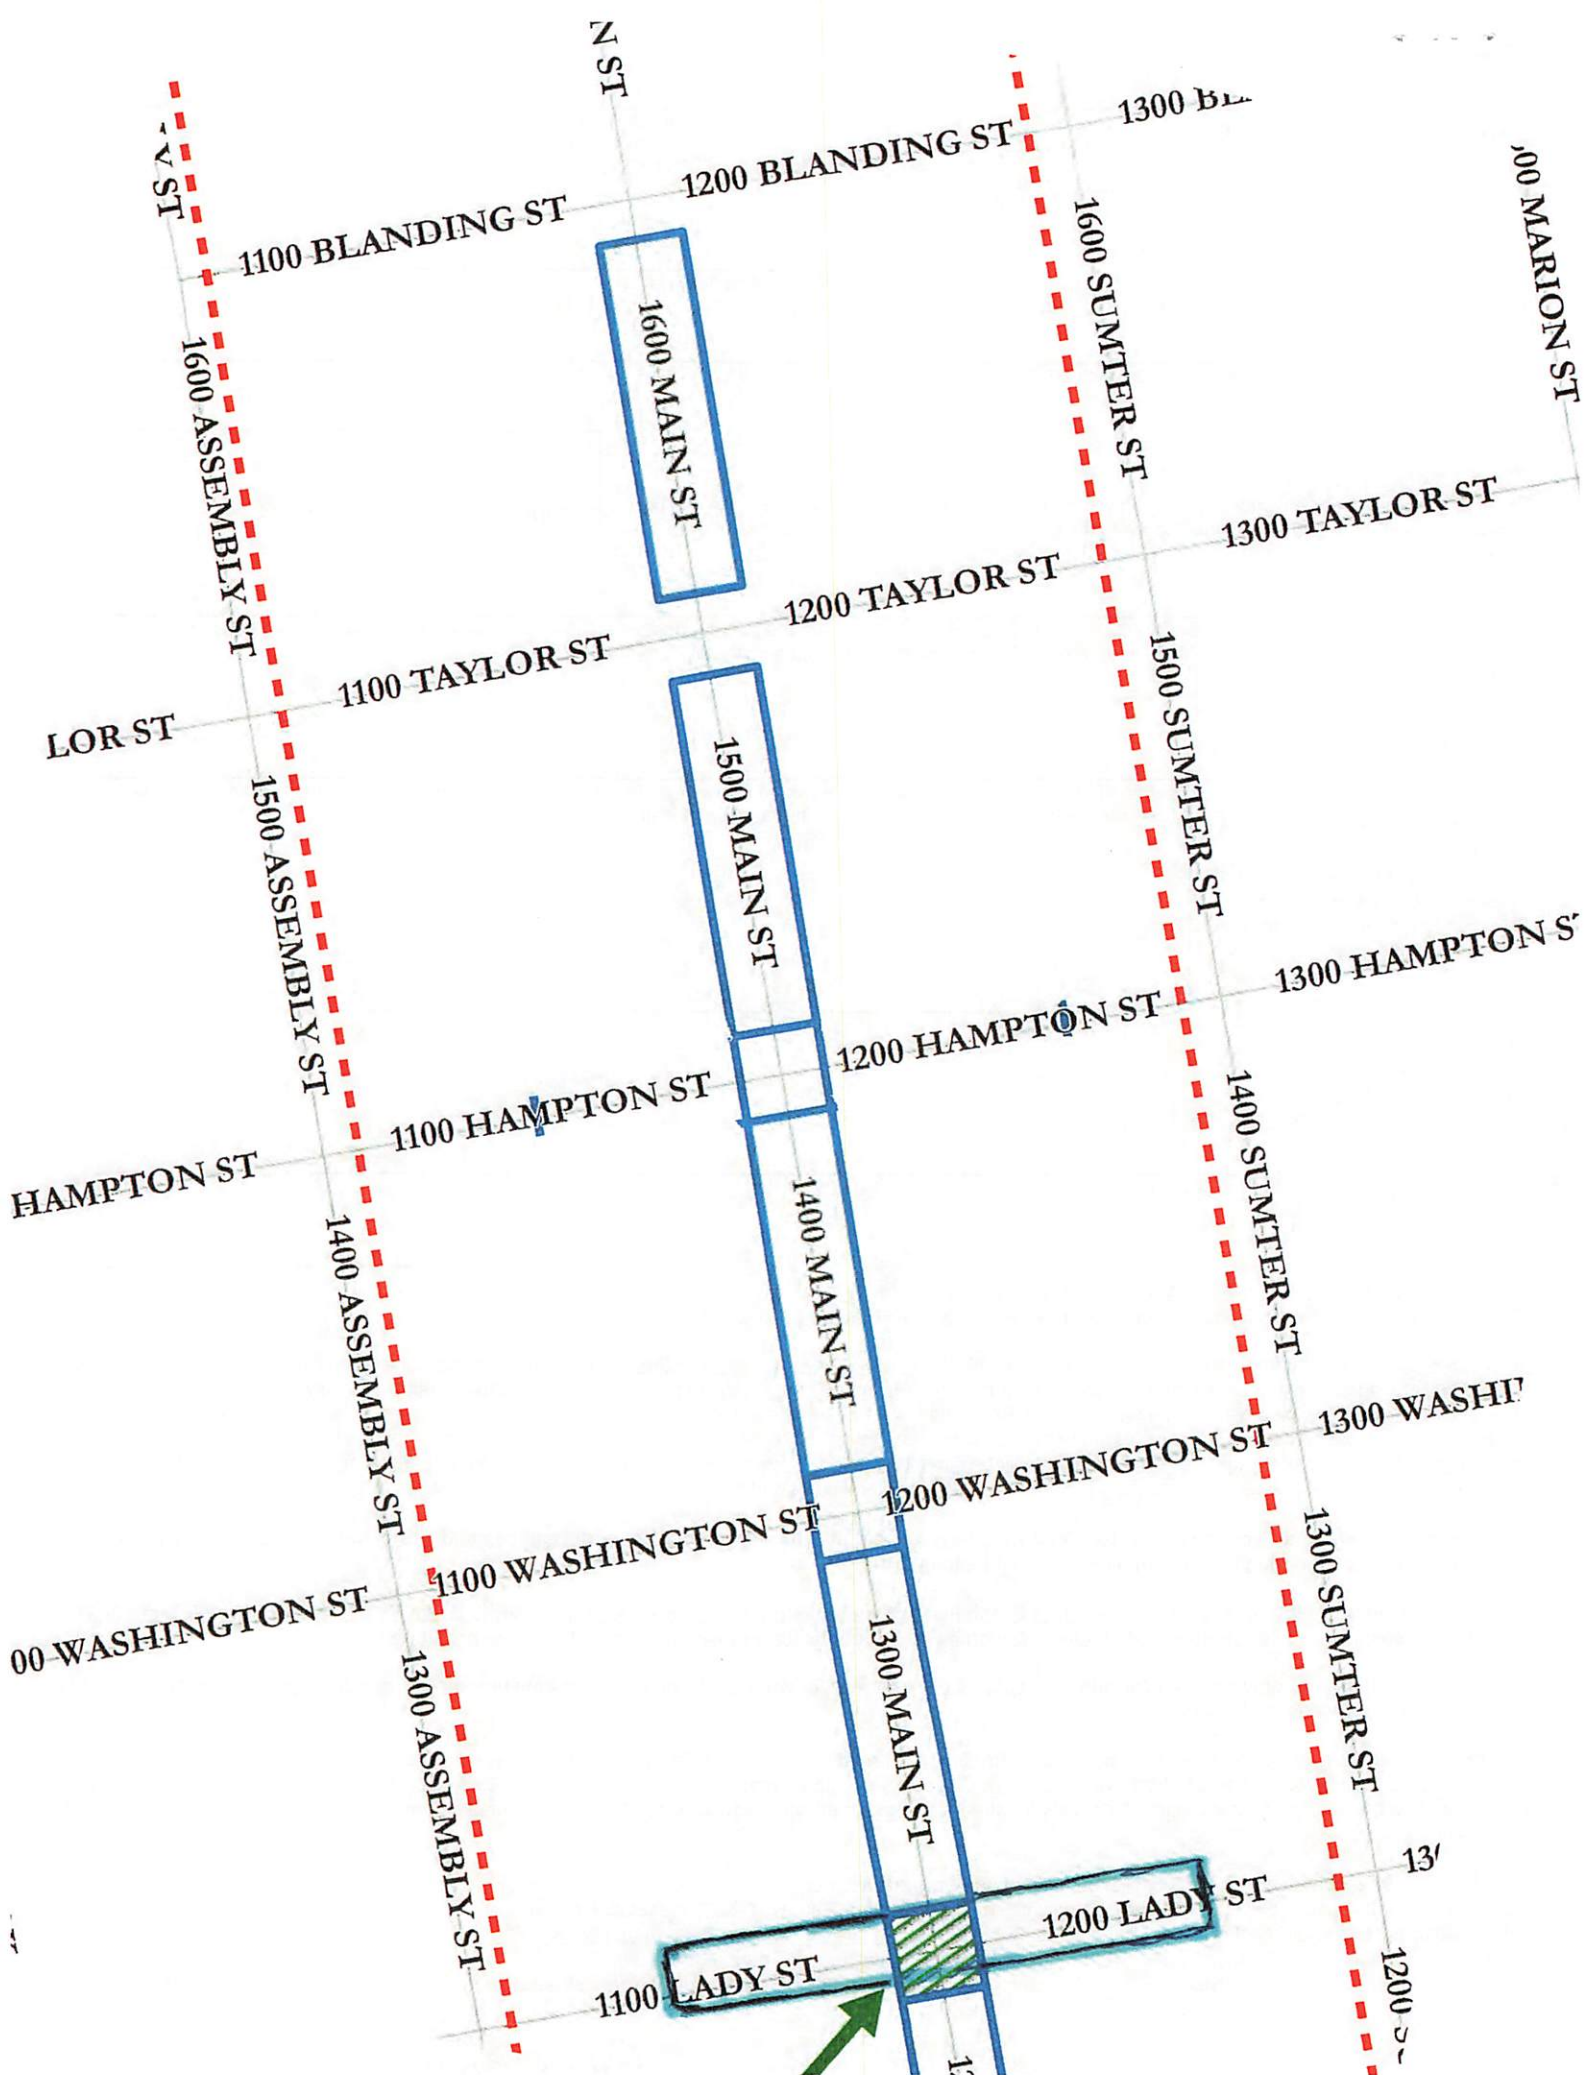 N ST
1300
1200 BLANDING ST
1100 BLANDING ST
1600 SUMTER ST
00 MARION ST
1600 MAIN ST
1600 ASSEMBLY ST
1300 TAYLOR ST
1200 TAYLOR ST
1100 TAYLOR ST
LOR ST
1500 SUMTER ST
1500 MAIN ST
1500 ASSEMBLY ST
1300 HAMPTON S
1200 HAMPTON ST
1100 HAMPTON ST
HAMPTON ST
1400 SUMTER ST
1400 MAIN ST
1400 ASSEMBLY ST
1300 WASHI
1200 WASHINGTON ST
1100 WASHINGTON ST
00 WASHINGTON ST
1300 SUMTER ST
1300 MAIN ST
1300 ASSEMBLY ST
13
1200 LADY ST
1100 LADY ST
1200
12